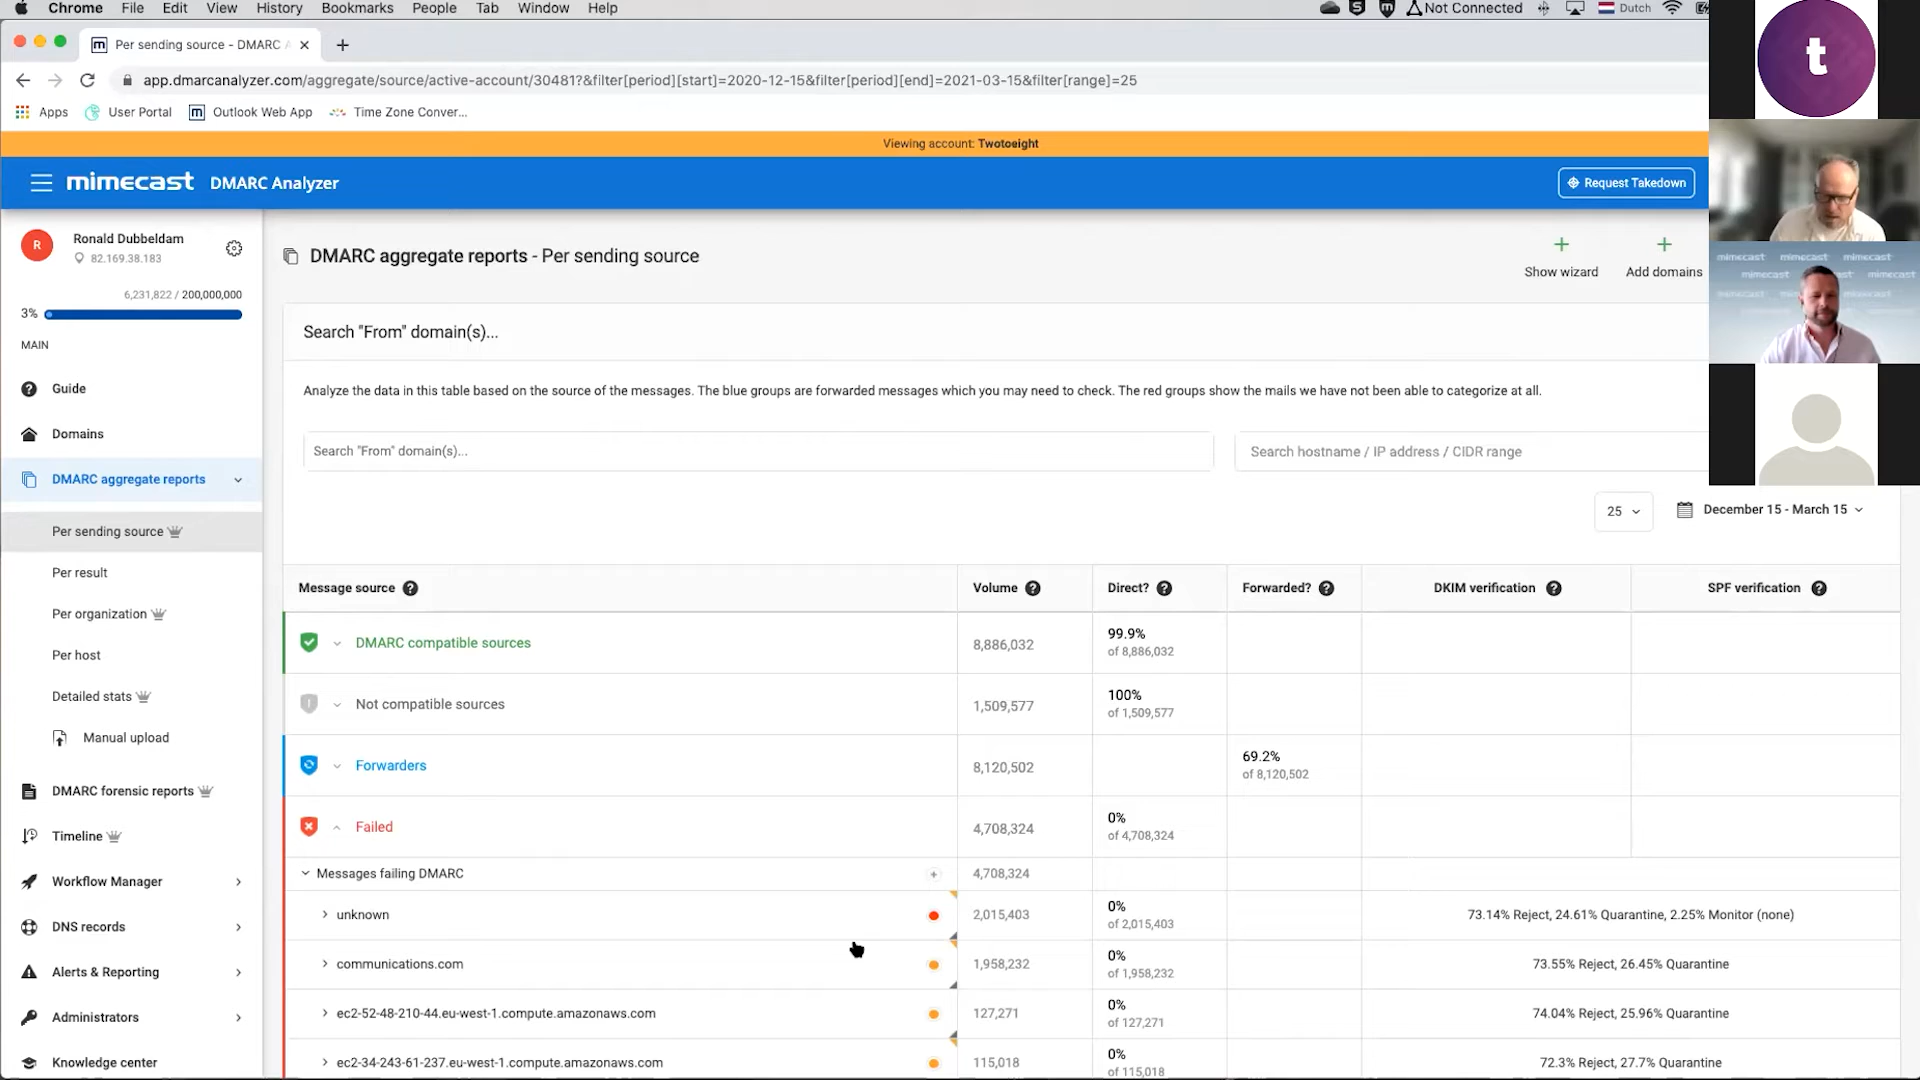 Chrome File Edit View History Bookmarks People Tab Window Help
Not Connected Dutch
Per sending source - DMARC A
app.dmarcanalyzer.com/aggregate/source/active-account/30481?&filter[period][start]=2020-12-15&filter[period][end]=2021-03-15&filter[range]=25
Apps User Portal Outlook Web App Time Zone Conver...
Viewing account: Twotoeight
mimecast DMARC Analyzer
Request Takedown
t
mimecast mimecast mimecast
mimecast mimecast
mimecast
R
Ronald Dubbeldam
82.169.38.183
6,231,822 / 200,000,000
3%
MAIN
Guide
Domains
DMARC aggregate reports
Per sending source
Per result
Per organization
Per host
Detailed stats
Manual upload
DMARC forensic reports
Timeline
Workflow Manager
DNS records
Alerts & Reporting
Administrators
Knowledge center
DMARC aggregate reports - Per sending source
Show wizard
Add domains
Search "From" domain(s)...
Analyze the data in this table based on the source of the messages. The blue groups are forwarded messages which you may need to check. The red groups show the mails we have not been able to categorize at all.
Search "From" domain(s)...
Search hostname / IP address / CIDR range
25
December 15 - March 15
Message source Volume Direct? Forwarded? DKIM verification SPF verification
DMARC compatible sources 8,886,032 99.9%
of 8,886,032
Not compatible sources 1,509,577 100%
of 1,509,577
Forwarders 8,120,502 69.2%
of 8,120,502
Failed 4,708,324 0%
of 4,708,324
Messages failing DMARC 4,708,324
unknown 2,015,403 0%
of 2,015,403
73.14% Reject, 24.61% Quarantine, 2.25% Monitor (none)
communications.com 1,958,232 0%
of 1,958,232
73.55% Reject, 26.45% Quarantine
ec2-52-48-210-44.eu-west-1.compute.amazonaws.com 127,271 0%
of 127,271
74.04% Reject, 25.96% Quarantine
ec2-34-243-61-237.eu-west-1.compute.amazonaws.com 115,018 0%
of 115,018
72.3% Reject, 27.7% Quarantine